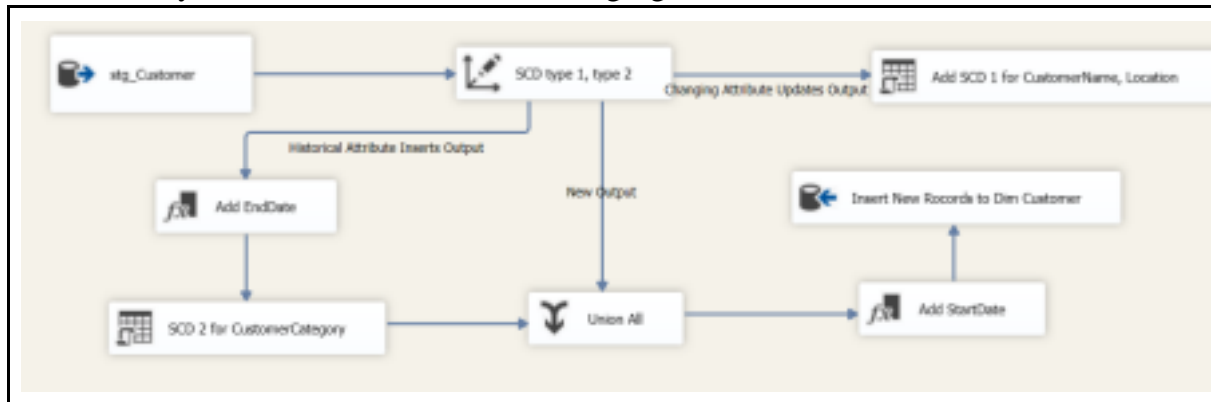 stg_Customer
SCD type 1, type 2
Changing Attribute Updates Output
Add SCD 1 for CustomerName, Location
Historical Attribute Inserts Output
New Output
Add EndDate
Insert New Rocords to Dim Customer
SCD 2 for CustomerCategory
Union All
Add StartDate